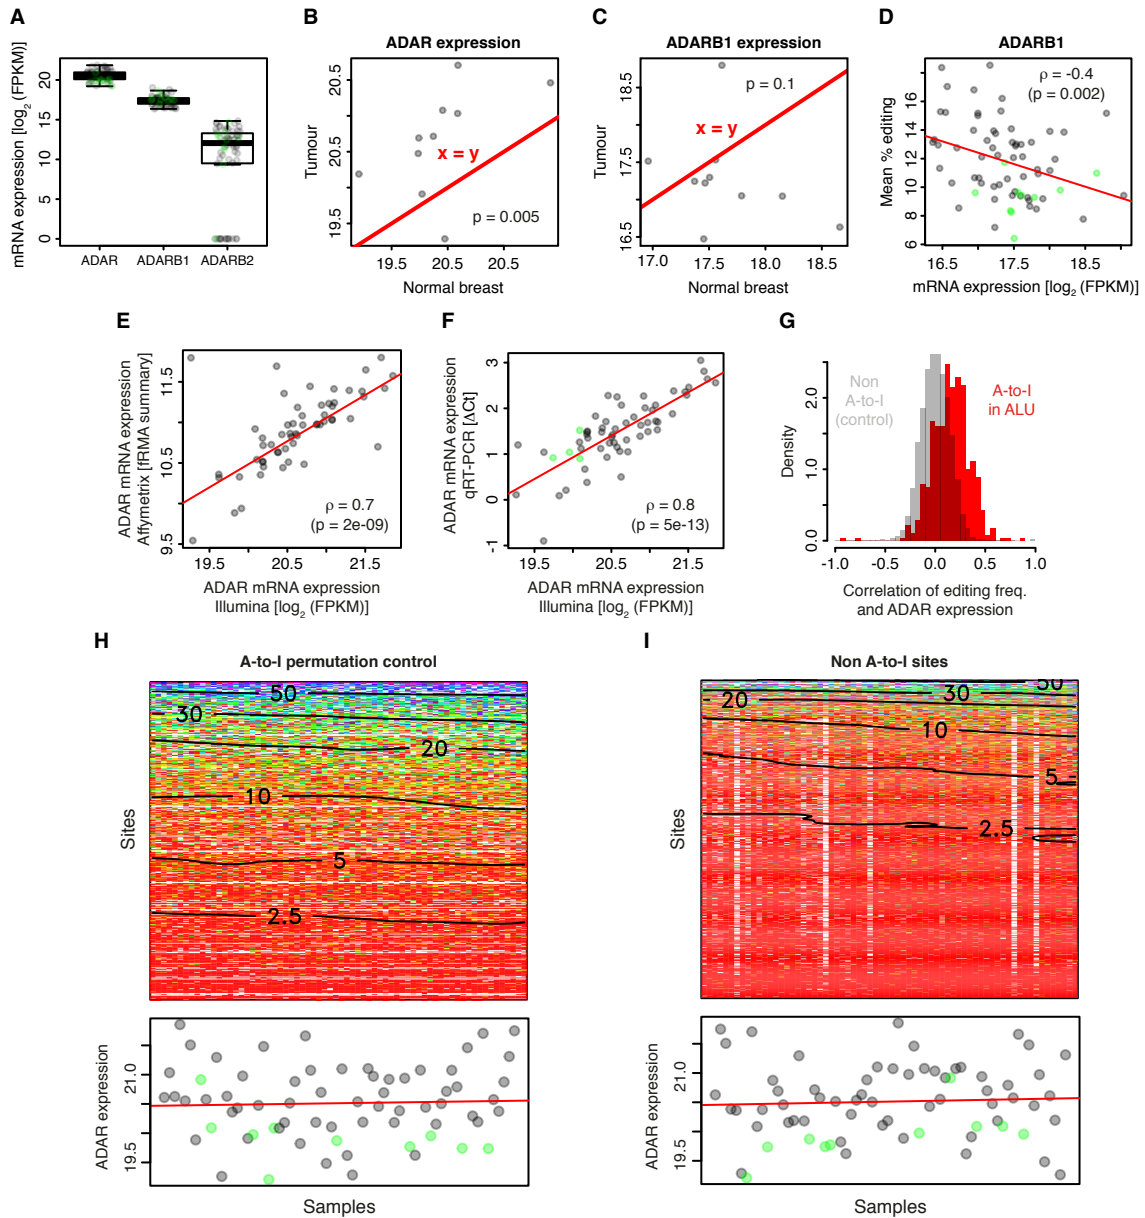 A
mRNA expression [log2 (FPKM)]
20
15
10
5
0
ADAR ADARB1 ADARB2
B
ADAR expression
Tumour
20.5
20.5
19.5
x = y
p = 0.005
19.5 20.5 20.5
Normal breast
C
ADARB1 expression
Tumour
18.5
17.5
16.5
p = 0.1
x = y
17.0 17.5 18.0 18.5
Normal breast
D
ADARB1
Mean % editing
16
14
12
10
8
6
ρ = -0.4
(p = 0.002)
16.5 17.5 18.5
mRNA expression [log2 (FPKM)]
E
ADAR mRNA expression
Affymetrix [fRMA summary]
11.5
10.5
9.5
ρ = 0.7
(p = 2e-09)
19.5 20.5 21.5
ADAR mRNA expression
Illumina [log2 (FPKM)]
F
ADAR mRNA expression
qRT-PCR [ΔCt]
3
2
1
0
-1
ρ = 0.8
(p = 5e-13)
19.5 20.5 21.5
ADAR mRNA expression
Illumina [log2 (FPKM)]
G
Density
2.0
1.0
0.0
Non
A-to-I
(control)
A-to-I
in ALU
-1.0 -0.5 0.0 0.5 1.0
Correlation of editing freq.
and ADAR expression
H
A-to-I permutation control
Sites
50
30
20
10
5
2.5
ADAR expression
21.0
19.5
Samples
I
Non A-to-I sites
Sites
50
30
20
10
5
2.5
ADAR expression
21.0
19.5
Samples